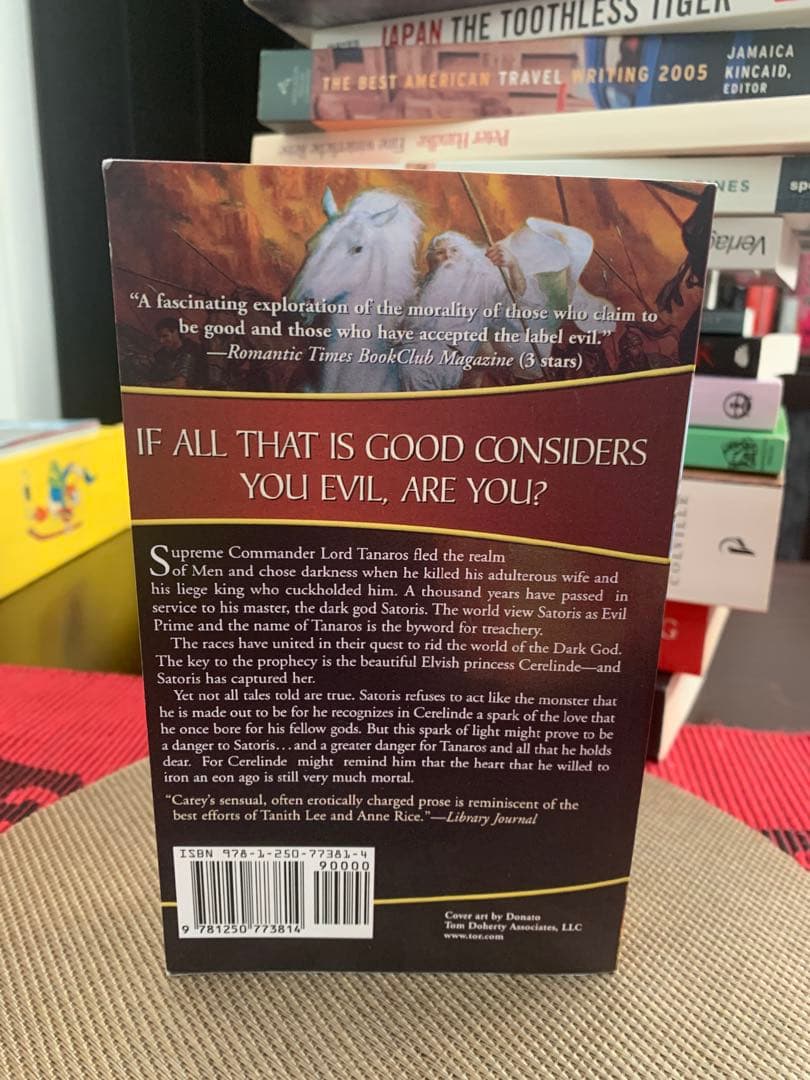 JAPAN THE TOOTHLESS TIGER
THE BEST AMERICAN TRAVEL WRITING 2005
JAMAICA
KINCAID,
EDITOR
Peter Handke
Verlag
COLVILLE
“A fascinating exploration of the morality of those who claim to
be good and those who have accepted the label evil.”
—Romantic Times BookClub Magazine (3 stars)
IF ALL THAT IS GOOD CONSIDERS
YOU EVIL, ARE YOU?
Supreme Commander Lord Tanaros fled the realm
of Men and chose darkness when he killed his adulterous wife and
his liege king who cuckholded him. A thousand years have passed in
service to his master, the dark god Satoris. The world view Satoris as Evil
Prime and the name of Tanaros is the byword for treachery.
The races have united in their quest to rid the world of the Dark God.
The key to the prophecy is the beautiful Elvish princess Cerelinde—and
Satoris has captured her.
Yet not all tales told are true. Satoris refuses to act like the monster that
he is made out to be for he recognizes in Cerelinde a spark of the love that
he once bore for his fellow gods. But this spark of light might prove to be
a danger to Satoris...and a greater danger for Tanaros and all that he holds
dear. For Cerelinde might remind him that the heart that he willed to
iron an eon ago is still very much mortal.
“Carey’s sensual, often erotically charged prose is reminiscent of the
best efforts of Tanith Lee and Anne Rice.”—Library Journal
ISBN 978-1-250-77381-4
90000
9 781250 773814
Cover art by Donato
Tom Doherty Associates, LLC
www.tor.com